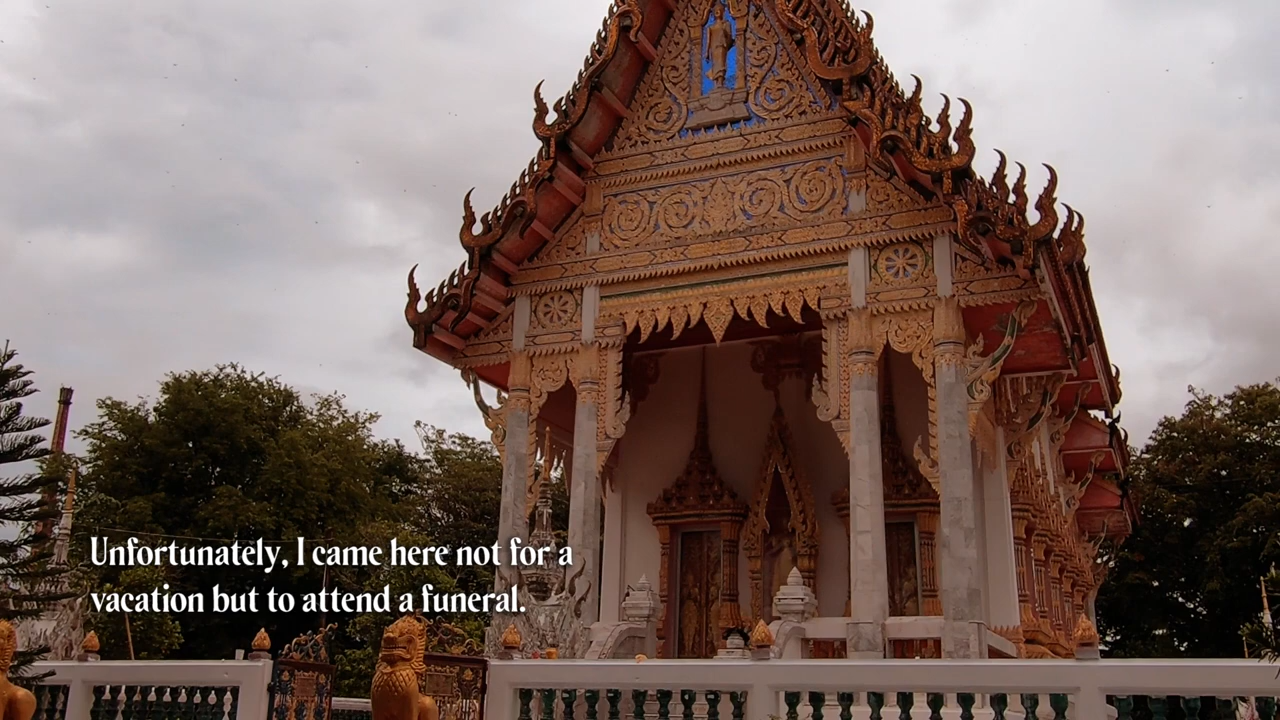 Unfortunately, I came here not for a
vacation but to attend a funeral.